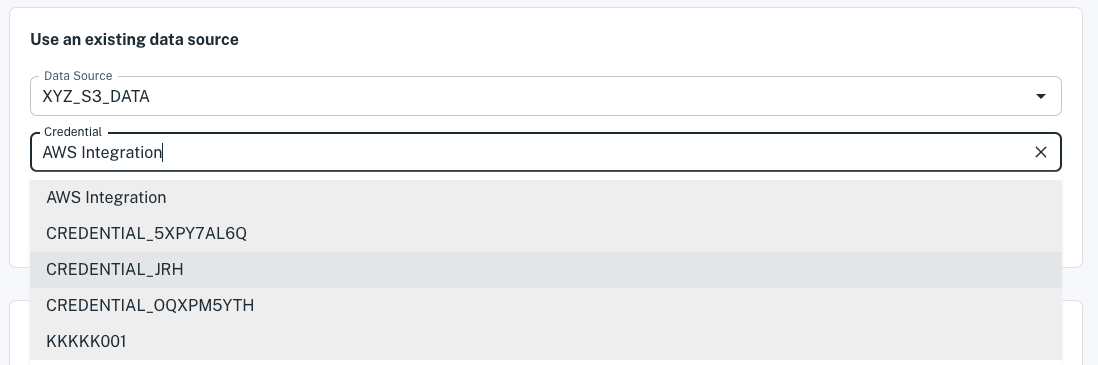 Use an existing data source
Data Source
XYZ_S3_DATA
Credential
AWS Integration
AWS Integration
CREDENTIAL_5XPY7AL6Q
CREDENTIAL_JRH
CREDENTIAL_OQXPM5YTH
KKKKK001